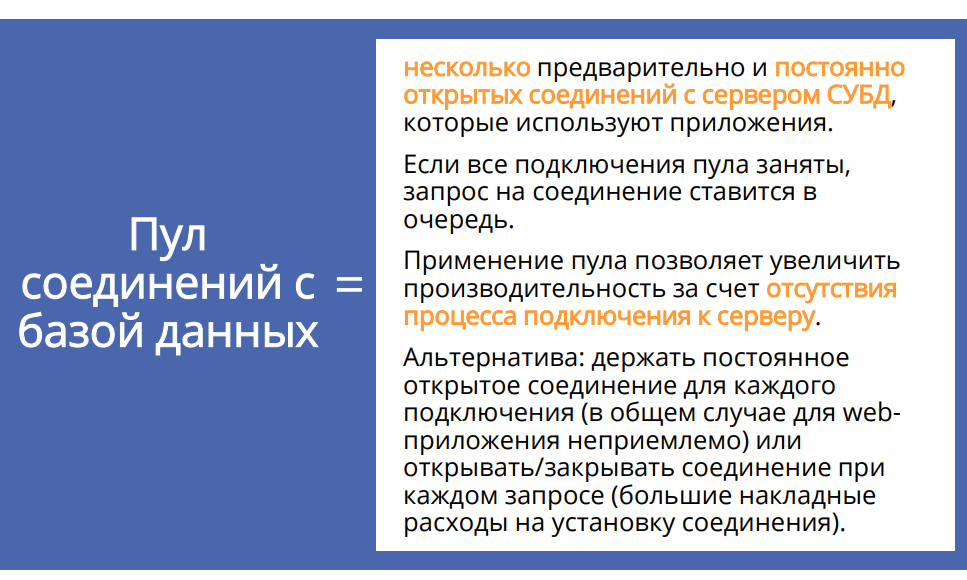 Пул
соединений с =
базой данных
несколько предварительно и постоянно
открытых соединений с сервером СУБД,
которые используют приложения.
Если все подключения пула заняты,
запрос на соединение ставится в
очередь.
Применение пула позволяет увеличить
производительность за счет отсутствия
процесса подключения к серверу.
Альтернатива: держать постоянное
открытое соединение для каждого
подключения (в общем случае для web-
приложения неприемлемо) или
открывать/закрывать соединение при
каждом запросе (большие накладные
расходы на установку соединения).